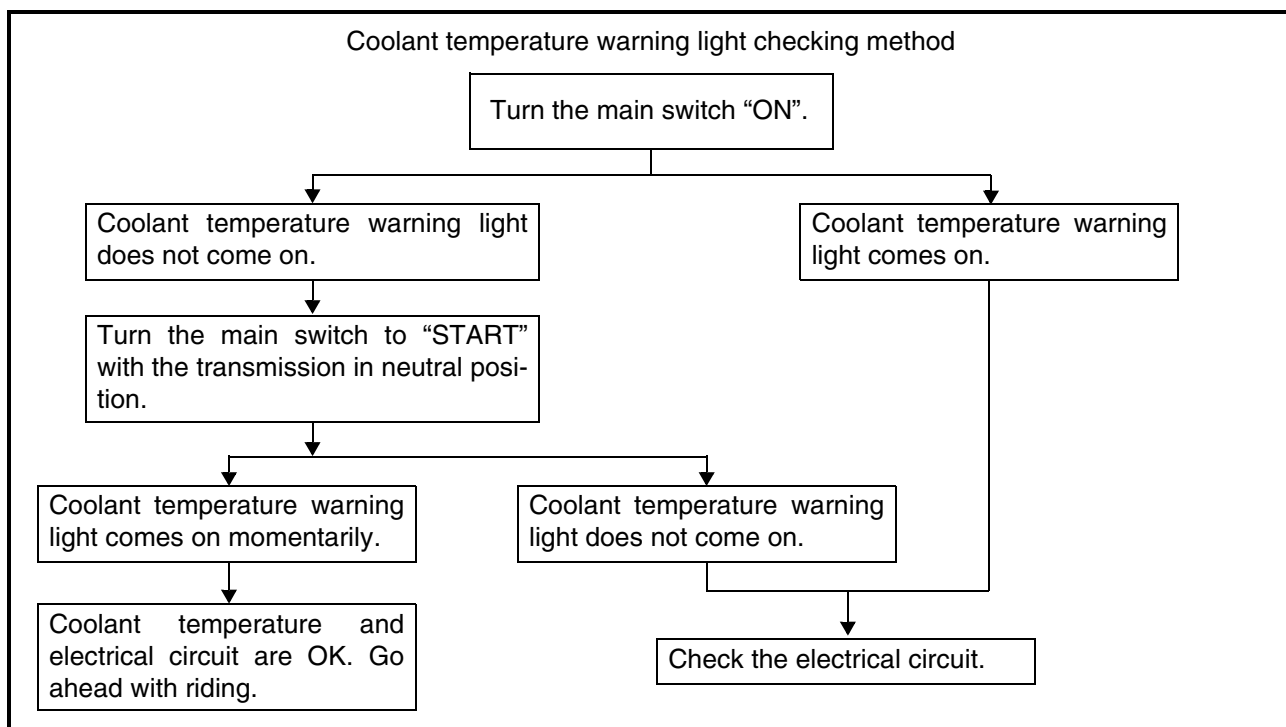 Coolant temperature warning light checking method
Turn the main switch “ON”.
Coolant temperature warning light
does not come on.
Coolant temperature warning
light comes on.
Turn the main switch to “START”
with the transmission in neutral posi-
tion.
Coolant temperature warning
light comes on momentarily.
Coolant temperature warning
light does not come on.
Coolant temperature and
electrical circuit are OK. Go
ahead with riding.
Check the electrical circuit.